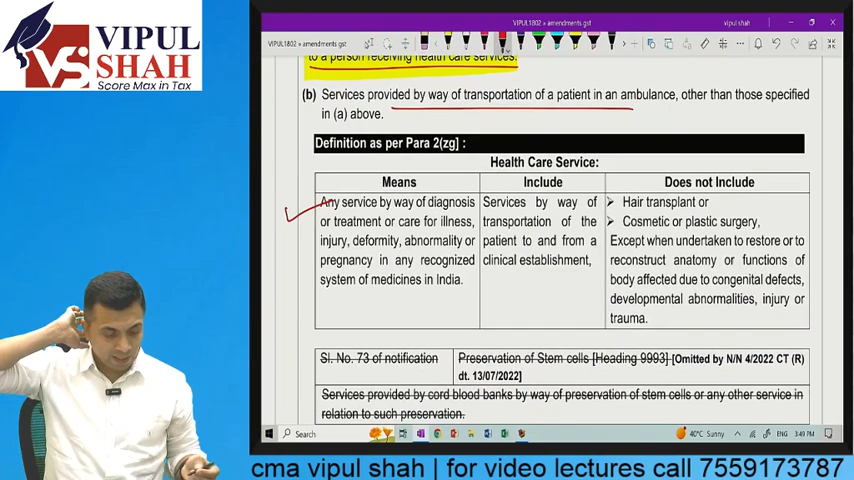 VIPUL
SHAH
Score Max in Tax
VIPUL1802 » amendments gst
vipul shah
VIPUL1802 » amendments gst
to a person receiving health care services.
(b) Services provided by way of transportation of a patient in an ambulance, other than those specified
in (a) above.
Definition as per Para 2(zg] :
Health Care Service:
Means
Any service by way of diagnosis
or treatment or care for illness,
injury, deformity, abnormality or
pregnancy in any recognized
system of medicines in India.
Include
Services by way of
transportation of the
patient to and from a
clinical establishment,
Does not Include
Hair transplant or
Cosmetic or plastic surgery,
Except when undertaken to restore or to
reconstruct anatomy or functions of
body affected due to congenital defects,
developmental abnormalities, injury or
trauma.
Sl. No. 73 of notification
Preservation of Stem cells [Heading 9993] [Omitted by N/N 4/2022 CT (R)
dt. 13/07/2022]
Services provided by cord blood banks by way of preservation of stem cells or any other service in
relation to such preservation.
Search
40°C Sunny
ENG
3:49 PM
cma vipul shah | for video lectures call 7559173787